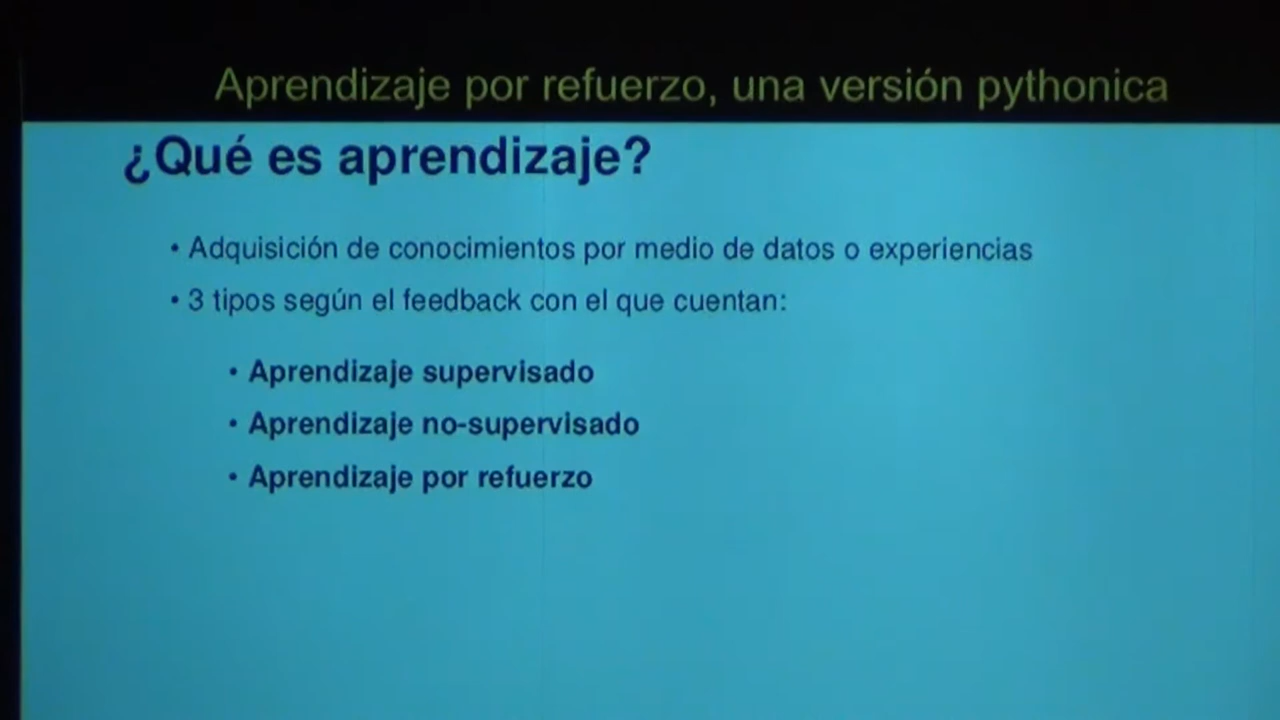 Aprendizaje por refuerzo, una versión pythonica
¿Qué es aprendizaje?
• Adquisición de conocimientos por medio de datos o experiencias
• 3 tipos según el feedback con el que cuentan:
• Aprendizaje supervisado
• Aprendizaje no-supervisado
• Aprendizaje por refuerzo